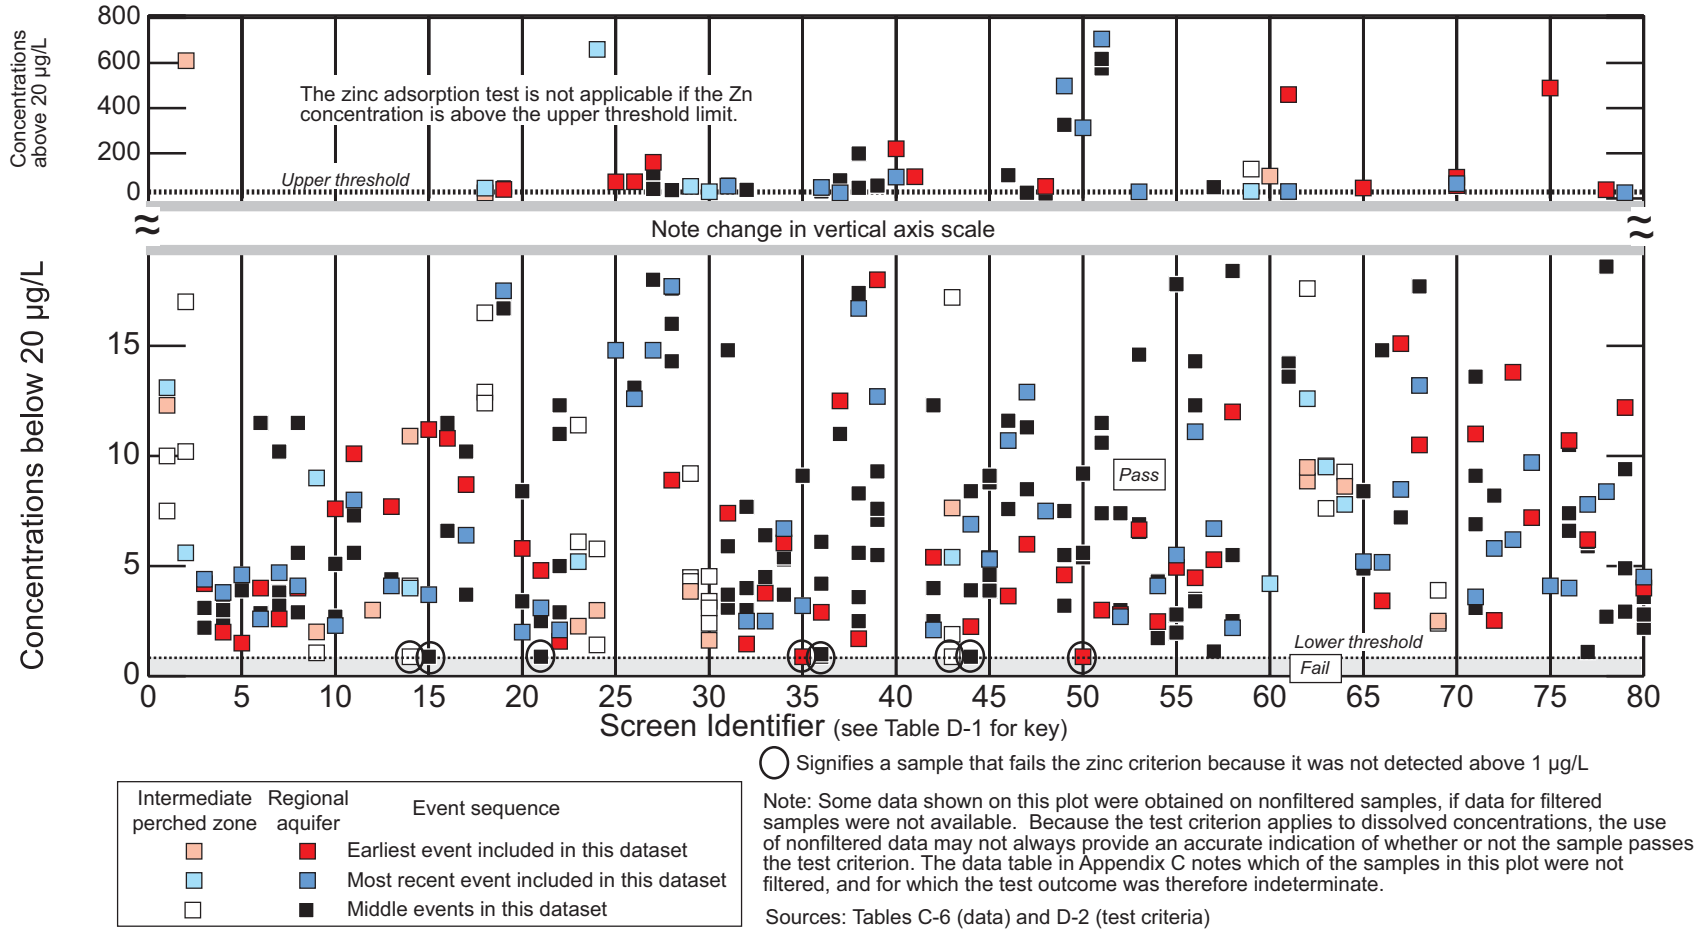 Concentrations
above 20 µg/L
800
600
400
200
0
The zinc adsorption test is not applicable if the Zn
concentration is above the upper threshold limit.
Upper threshold
≈
≈
Note change in vertical axis scale
Concentrations below 20 µg/L
15
10
5
0
Pass
Lower threshold
Fail
0 5 10 15 20 25 30 35 40 45 50 55 60 65 70 75 80
Screen Identifier (see Table D-1 for key)
Signifies a sample that fails the zinc criterion because it was not detected above 1 µg/L
Intermediate
perched zone
Regional
aquifer
Event sequence
Earliest event included in this dataset
Most recent event included in this dataset
Middle events in this dataset
Note: Some data shown on this plot were obtained on nonfiltered samples, if data for filtered
samples were not available. Because the test criterion applies to dissolved concentrations, the use
of nonfiltered data may not always provide an accurate indication of whether or not the sample passes
the test criterion. The data table in Appendix C notes which of the samples in this plot were not
filtered, and for which the test outcome was therefore indeterminate.
Sources: Tables C-6 (data) and D-2 (test criteria)